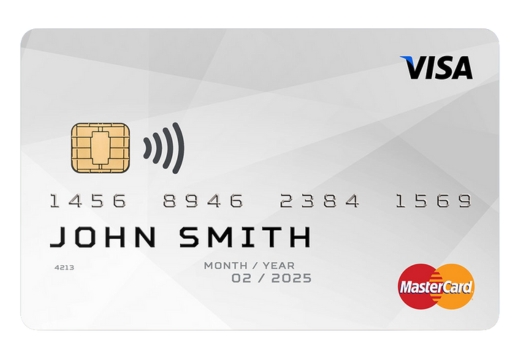 VISA
1456 8946 2384 1569
JOHN SMITH
4213
MONTH / YEAR
02 / 2025
MasterCard